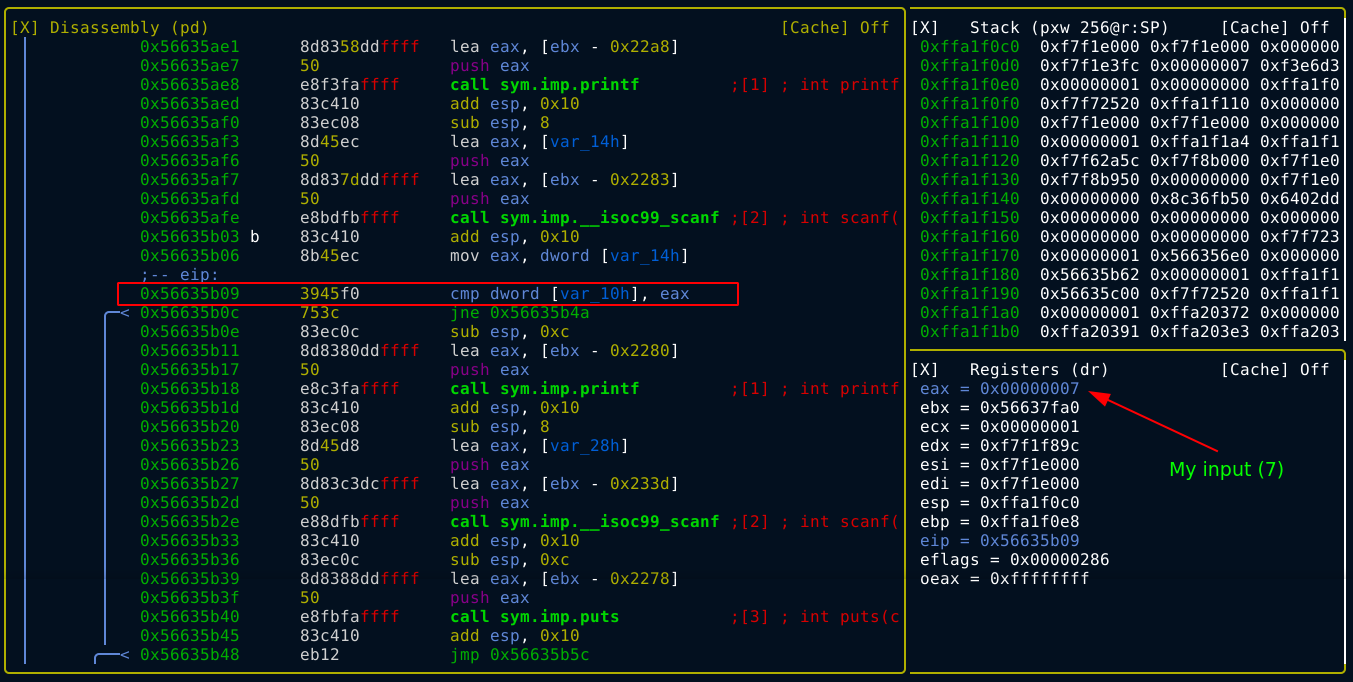 [X] Disassembly (pd) [Cache] Off
0x56635ae1 8d8358ddffff lea eax, [ebx - 0x22a8]
0x56635ae7 50 push eax
0x56635ae8 e8f3faffff call sym.imp.printf ;[1] ; int printf
0x56635aed 83c410 add esp, 0x10
0x56635af0 83ec08 sub esp, 8
0x56635af3 8d45ec lea eax, [var_14h]
0x56635af6 50 push eax
0x56635af7 8d837dddffff lea eax, [ebx - 0x2283]
0x56635afd 50 push eax
0x56635afe e8bdfbffff call sym.imp.__isoc99_scanf ;[2] ; int scanf(
0x56635b03 b 83c410 add esp, 0x10
0x56635b06 8b45ec mov eax, dword [var_14h]
;-- eip:
0x56635b09 3945f0 cmp dword [var_10h], eax
0x56635b0c 753c jne 0x56635b4a
0x56635b0e 83ec0c sub esp, 0xc
0x56635b11 8d8380ddffff lea eax, [ebx - 0x2280]
0x56635b17 50 push eax
0x56635b18 e8c3faffff call sym.imp.printf ;[1] ; int printf
0x56635b1d 83c410 add esp, 0x10
0x56635b20 83ec08 sub esp, 8
0x56635b23 8d45d8 lea eax, [var_28h]
0x56635b26 50 push eax
0x56635b27 8d83c3dcffff lea eax, [ebx - 0x233d]
0x56635b2d 50 push eax
0x56635b2e e88dfbffff call sym.imp.__isoc99_scanf ;[2] ; int scanf(
0x56635b33 83c410 add esp, 0x10
0x56635b36 83ec0c sub esp, 0xc
0x56635b39 8d8388ddffff lea eax, [ebx - 0x2278]
0x56635b3f 50 push eax
0x56635b40 e8fbfaffff call sym.imp.puts ;[3] ; int puts(c
0x56635b45 83c410 add esp, 0x10
0x56635b48 eb12 jmp 0x56635b5c
[X] Stack (pxw 256@r:SP) [Cache] Off
0xffa1f0c0 0xf7f1e000 0xf7f1e000 0x000000
0xffa1f0d0 0xf7f1e3fc 0x00000007 0xf3e6d3
0xffa1f0e0 0x00000001 0x00000000 0xffa1f0
0xffa1f0f0 0xf7f72520 0xffa1f110 0x000000
0xffa1f100 0xf7f1e000 0xf7f1e000 0x000000
0xffa1f110 0x00000001 0xffa1f1a4 0xffa1f1
0xffa1f120 0xf7f62a5c 0xf7f8b000 0xf7f1e0
0xffa1f130 0xf7f8b950 0x00000000 0xf7f1e0
0xffa1f140 0x00000000 0x8c36fb50 0x6402dd
0xffa1f150 0x00000000 0x00000000 0x000000
0xffa1f160 0x00000000 0x00000000 0xf7f723
0xffa1f170 0x00000001 0x566356e0 0x000000
0xffa1f180 0x56635b62 0x00000001 0xffa1f1
0xffa1f190 0x56635c00 0xf7f72520 0xffa1f1
0xffa1f1a0 0x00000001 0xffa20372 0x000000
0xffa1f1b0 0xffa20391 0xffa203e3 0xffa203
[X] Registers (dr) [Cache] Off
eax = 0x00000007
ebx = 0x56637fa0
ecx = 0x00000001
edx = 0xf7f1f89c
esi = 0xf7f1e000
edi = 0xf7f1e000
esp = 0xffa1f0c0
ebp = 0xffa1f0e8
eip = 0x56635b09
eflags = 0x00000286
oeax = 0xffffffff
My input (7)